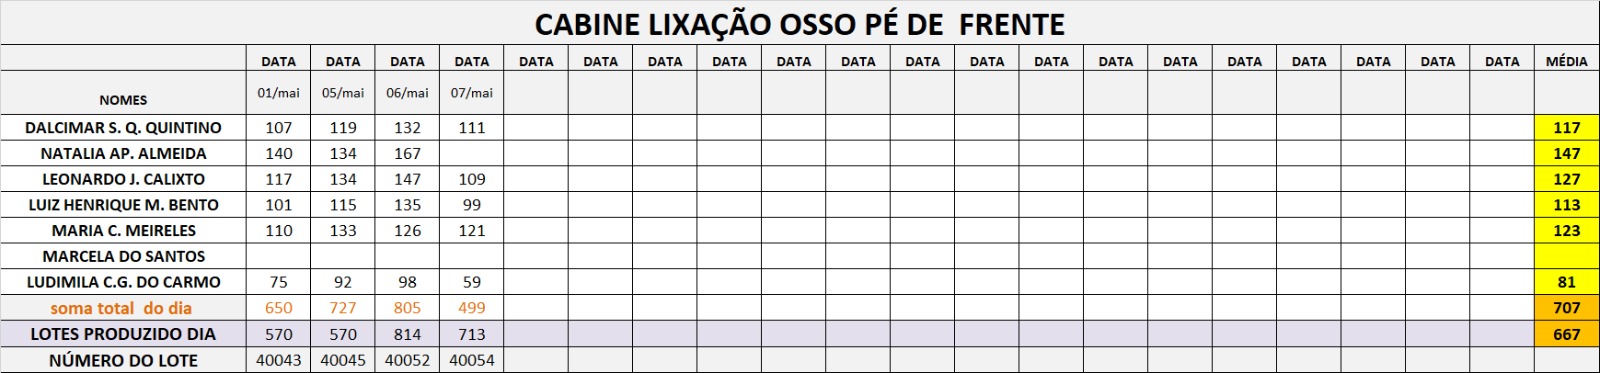 CABINE LIXAÇÃO OSSO PÉ DE  FRENTE
DATA DATA DATA DATA DATA DATA DATA DATA DATA DATA DATA DATA DATA DATA DATA DATA DATA DATA DATA DATA MÉDIA
NOMES 01/mai 05/mai 06/mai 07/mai
DALCIMAR S. Q. QUINTINO 107 119 132 111 117
NATALIA AP. ALMEIDA 140 134 167 147
LEONARDO J. CALIXTO 117 134 147 109 127
LUIZ HENRIQUE M. BENTO 101 115 135 99 113
MARIA C. MEIRELES 110 133 126 121 123
MARCELA DO SANTOS
LUDIMILA C.G. DO CARMO 75 92 98 59 81
soma total  do dia 650 727 805 499 707
LOTES PRODUZIDO DIA 570 570 814 713 667
NÚMERO DO LOTE 40043 40045 40052 40054